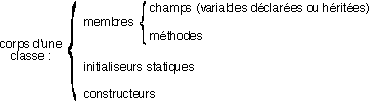 corps d'une
classe :
membres
champs (variables déclarées ou héritées)
méthodes
initialiseurs statiques
constructeurs